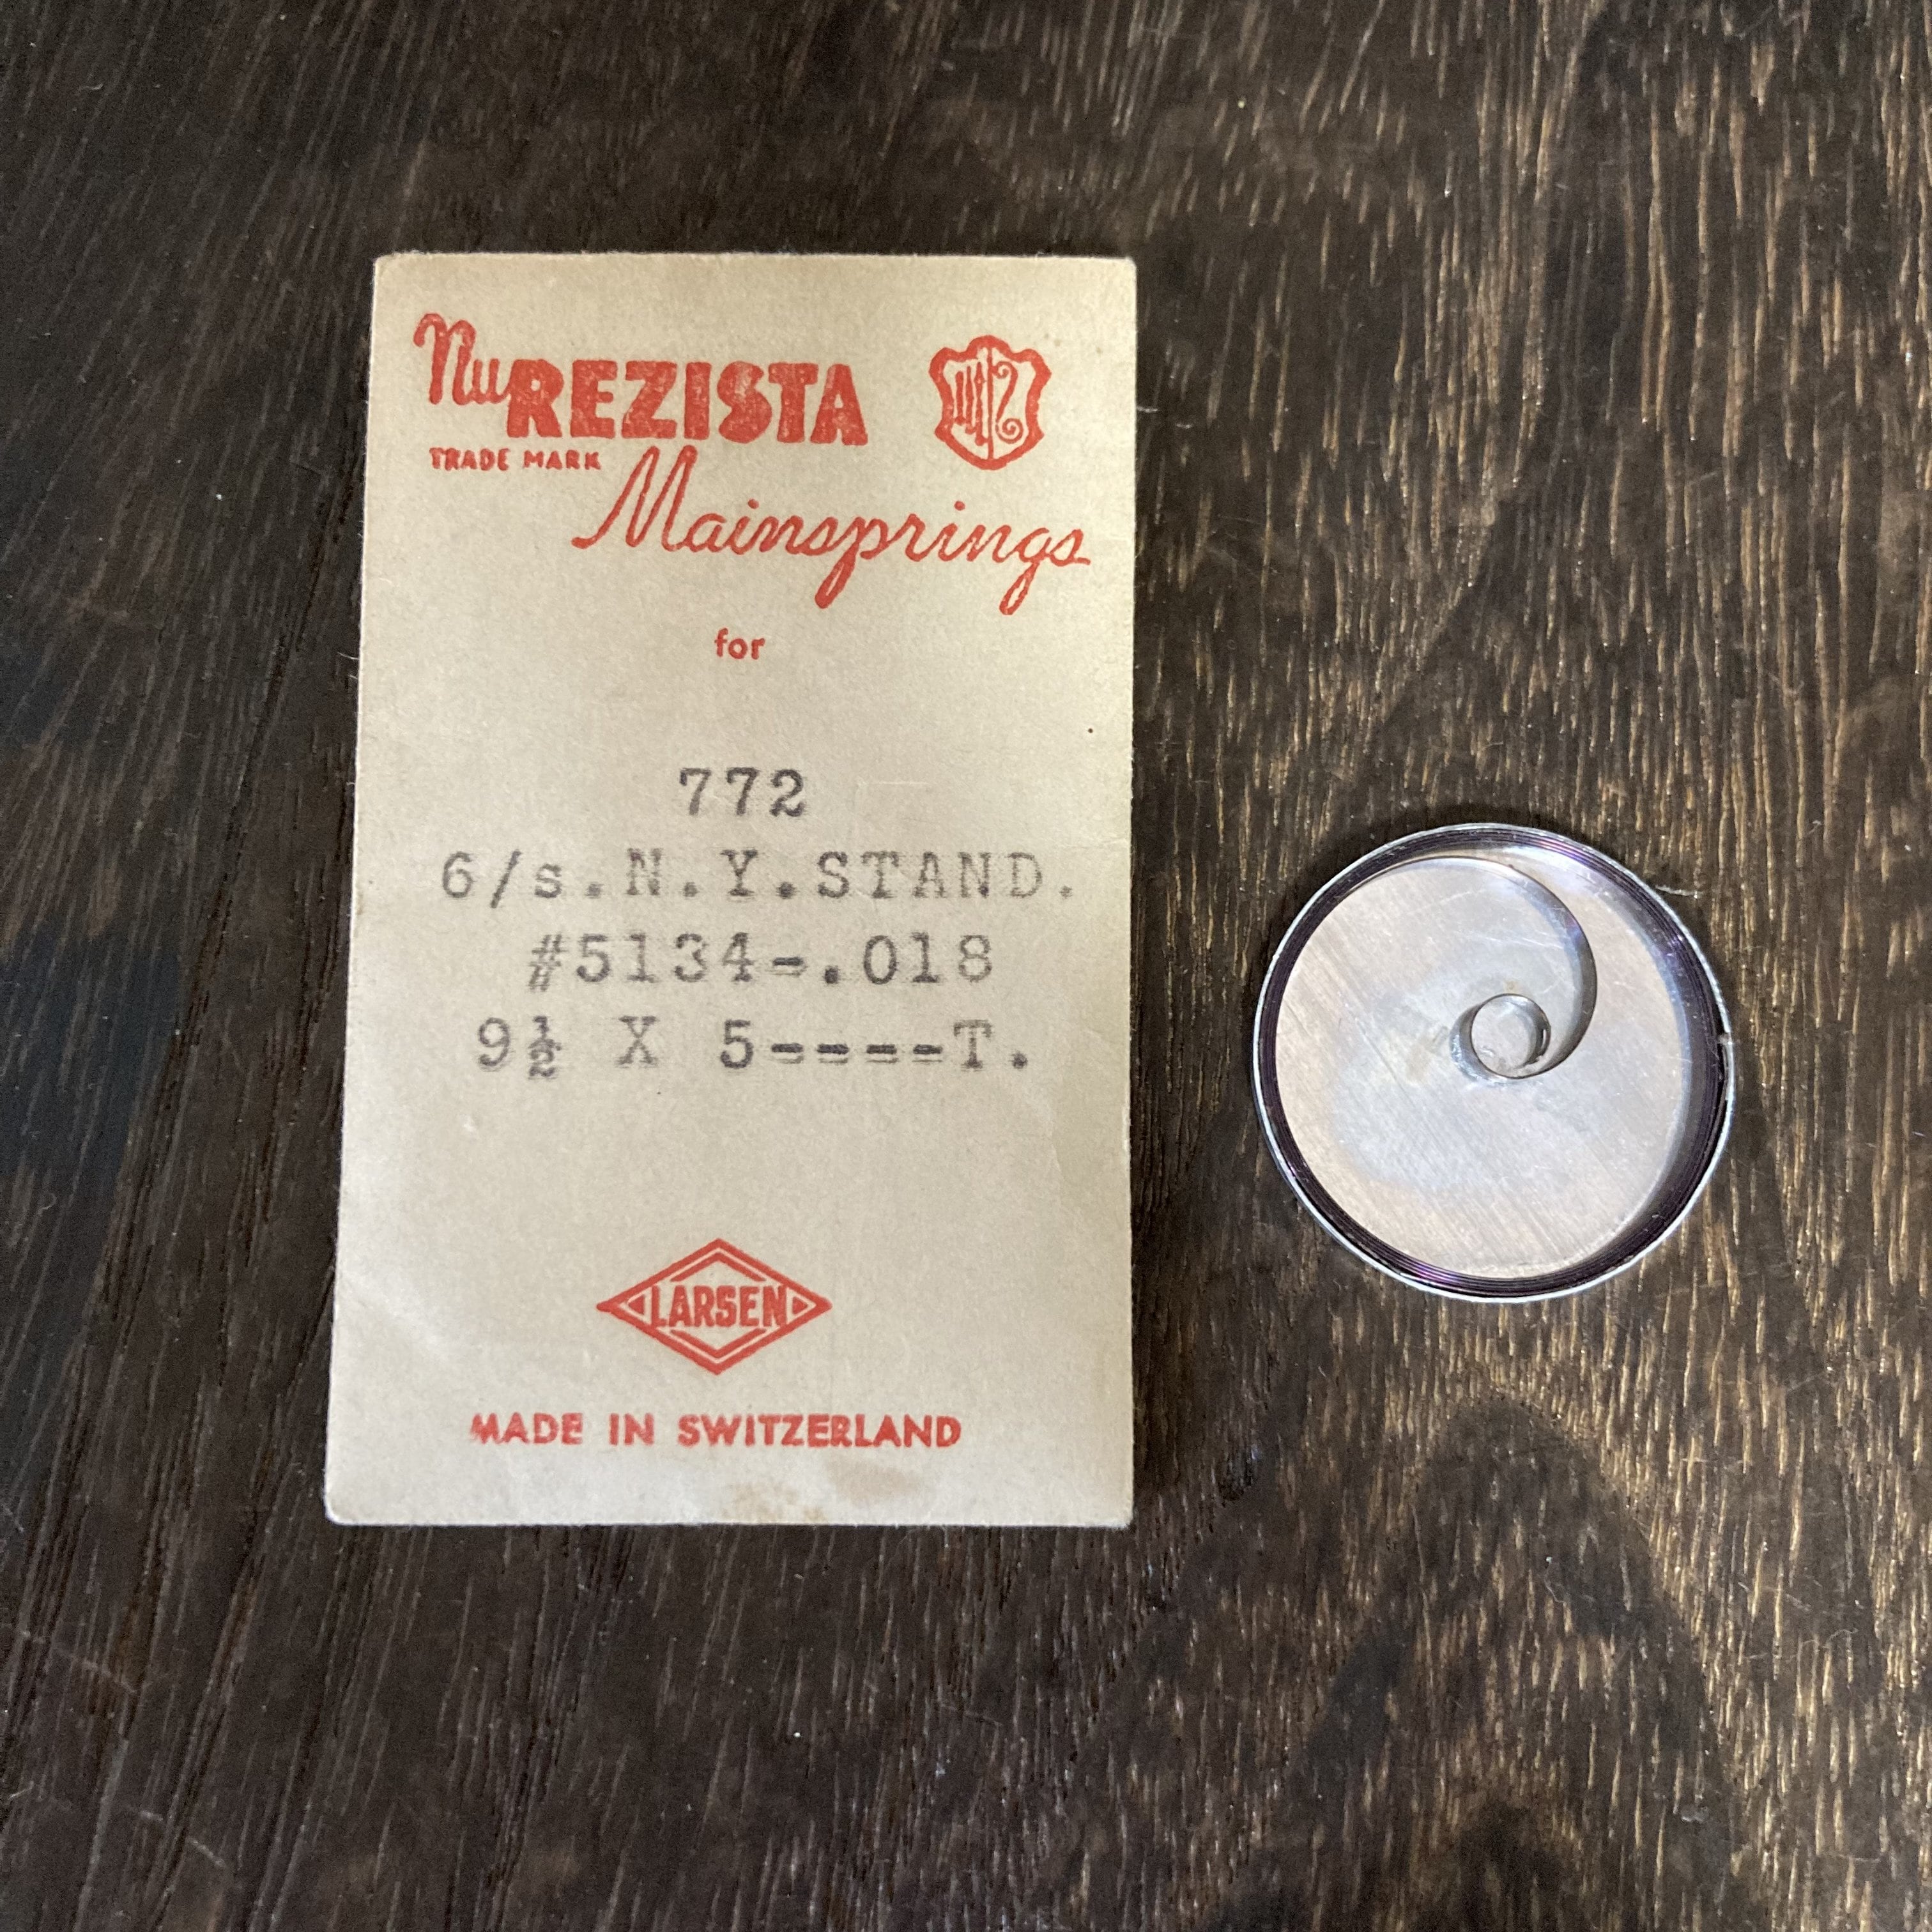 NuREZISTA
TRADE MARK
Mainsprings
for
772
6/s.N.Y.STAND.
#5134-.018
9½ X 5----T.
LARSEN
MADE IN SWITZERLAND